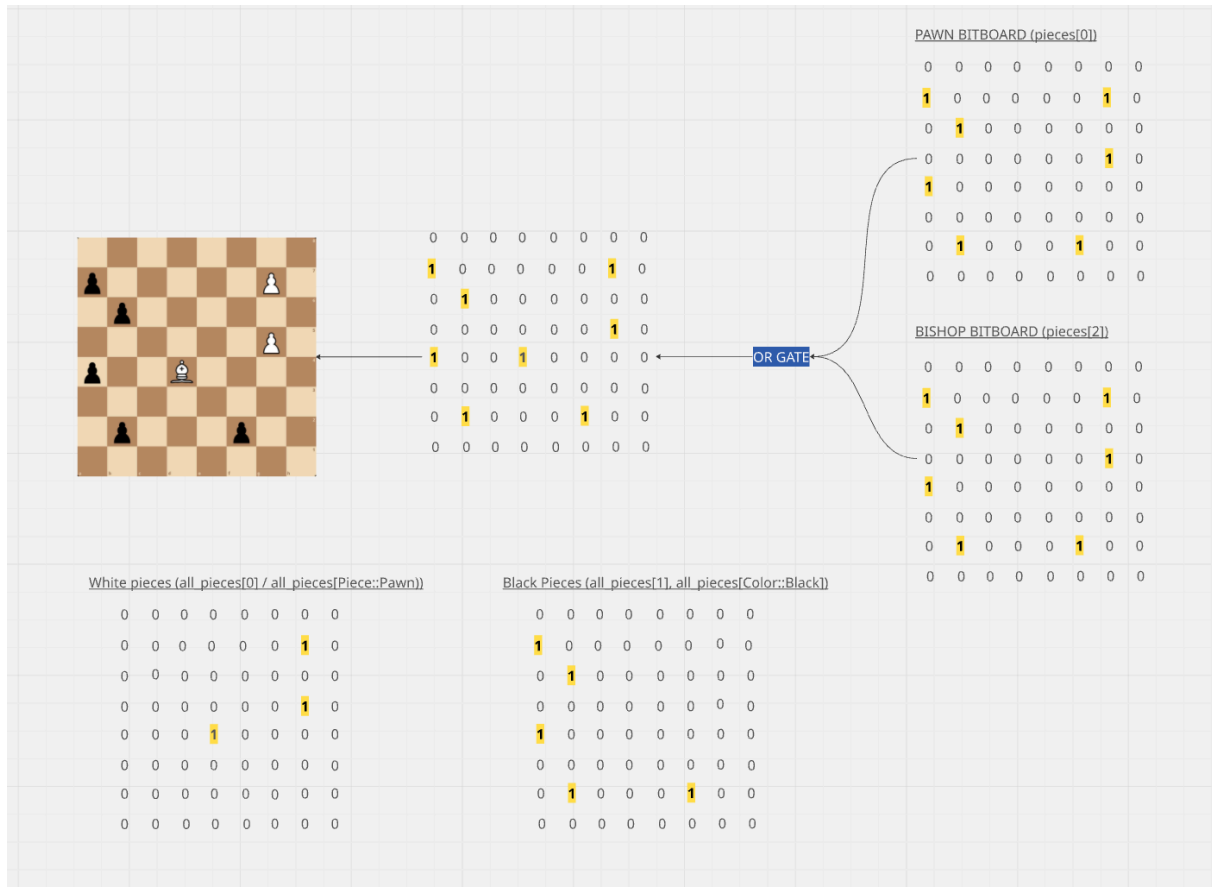 PAWN BITBOARD (pieces[0])
0 0 0 0 0 0 0 0
1 0 0 0 0 0 1 0
0 1 0 0 0 0 0 0
0 0 0 0 0 0 1 0
1 0 0 0 0 0 0 0
0 0 0 0 0 0 0 0
0 1 0 0 0 1 0 0
0 0 0 0 0 0 0 0
0 0 0 0 0 0 0 0
1 0 0 0 0 0 1 0
0 1 0 0 0 0 0 0
0 0 0 0 0 0 1 0
1 0 0 1 0 0 0 0
0 0 0 0 0 0 0 0
0 1 0 0 0 1 0 0
0 0 0 0 0 0 0 0
OR GATE
BISHOP BITBOARD (pieces[2])
0 0 0 0 0 0 0 0
1 0 0 0 0 0 1 0
0 1 0 0 0 0 0 0
0 0 0 0 0 0 1 0
1 0 0 0 0 0 0 0
0 0 0 0 0 0 0 0
0 1 0 0 0 1 0 0
0 0 0 0 0 0 0 0
White pieces (all_pieces[0] / all_pieces[Piece::Pawn))
0 0 0 0 0 0 0 0
0 0 0 0 0 0 1 0
0 0 0 0 0 0 0 0
0 0 0 0 0 0 1 0
0 0 0 1 0 0 0 0
0 0 0 0 0 0 0 0
0 0 0 0 0 0 0 0
0 0 0 0 0 0 0 0
Black Pieces (all_pieces[1], all_pieces[Color::Black])
0 0 0 0 0 0 0 0
1 0 0 0 0 0 0 0
0 1 0 0 0 0 0 0
0 0 0 0 0 0 0 0
1 0 0 0 0 0 0 0
0 0 0 0 0 0 0 0
0 1 0 0 0 1 0 0
0 0 0 0 0 0 0 0